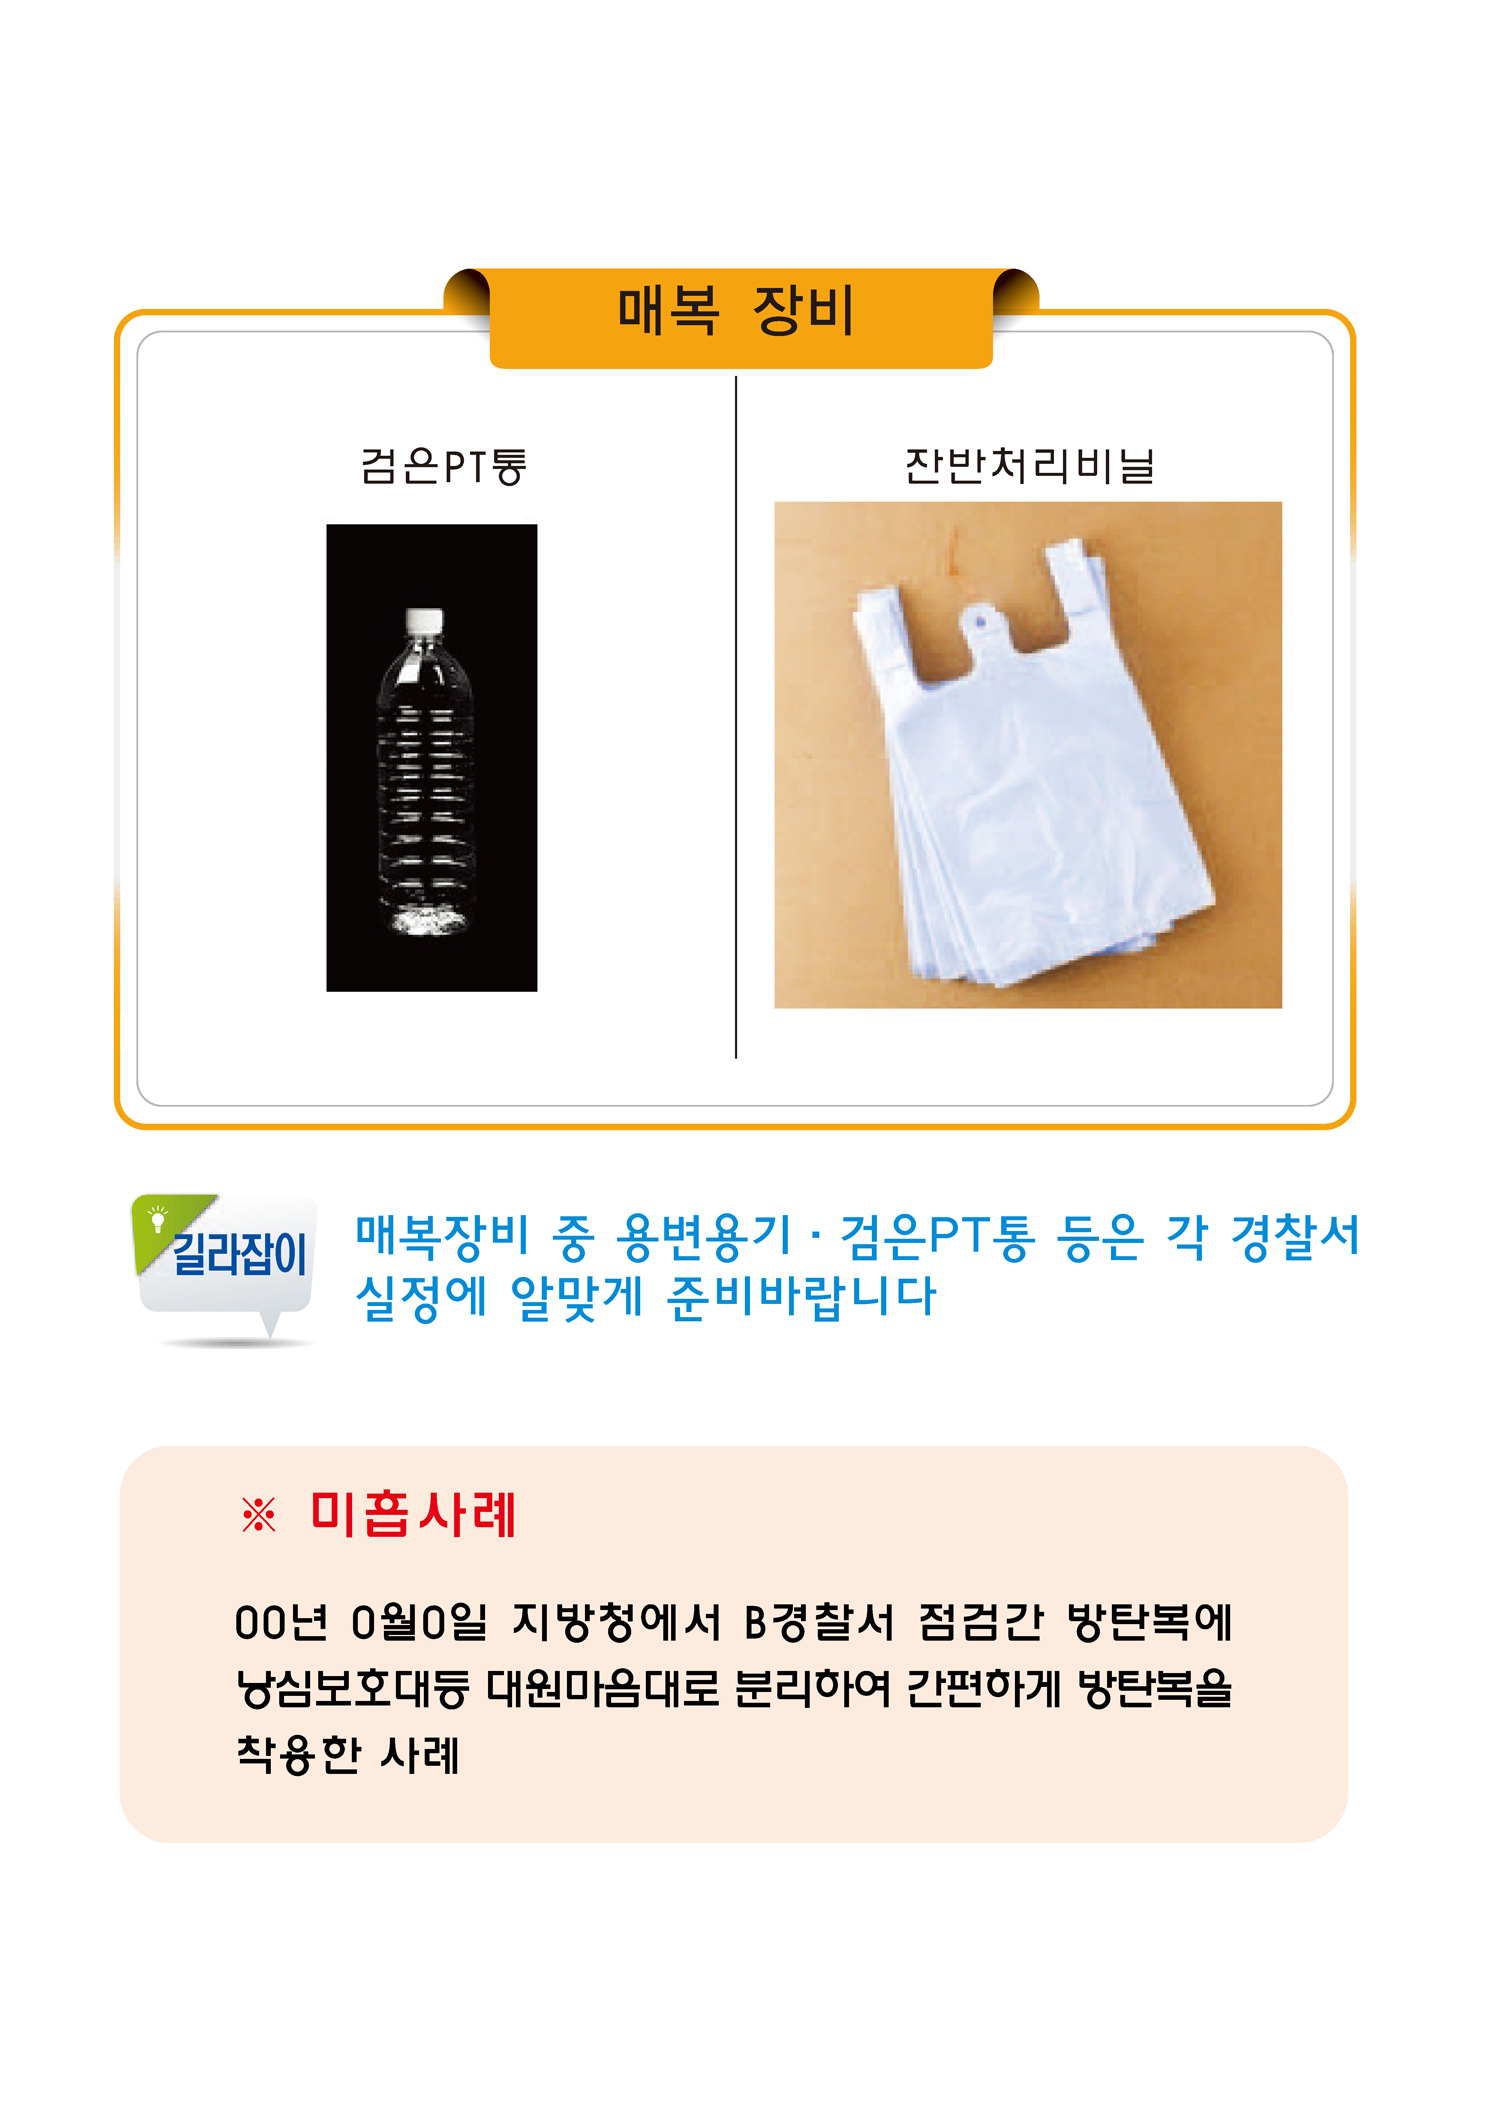 매복 장비
검은PT통
잔반처리비닐
길라잡이
매복장비 중 용변용기·검은PT통 등은 각 경찰서
실정에 알맞게 준비바랍니다
※ 미흡사례
00년 0월0일 지방청에서 B경찰서 점검간 방탄복에
낭심보호대등 대원마음대로 분리하여 간편하게 방탄복을
착용한 사례